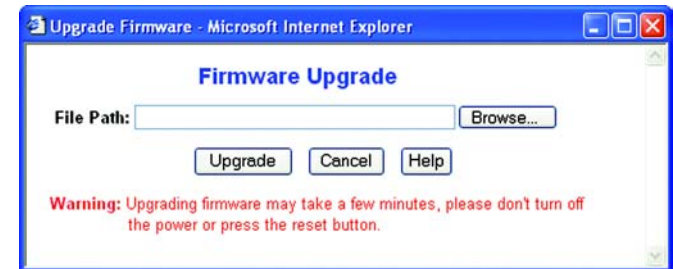 Upgrade Firmware - Microsoft Internet Explorer
Firmware Upgrade
File Path: Browse...
Upgrade Cancel Help
Warning: Upgrading firmware may take a few minutes, please don't turn off
the power or press the reset button.